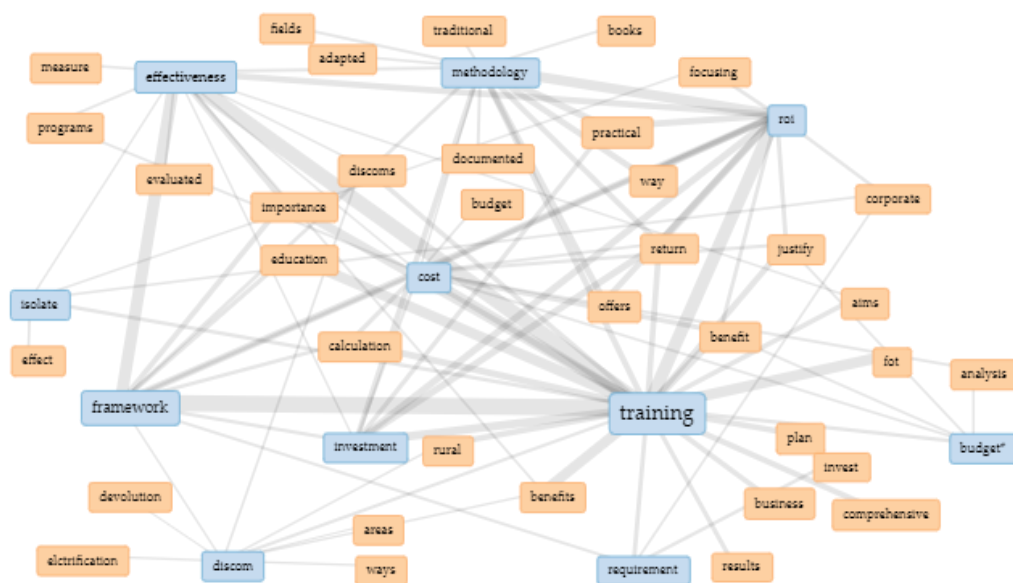 fields
traditional
books
measure
effectiveness
adapted
methodology
focusing
programs
practical
roi
evaluated
discoms
documented
way
importance
budget
corporate
education
cost
return
justify
isolate
offers
aims
effect
calculation
benefit
fot
analysis
framework
training
investment
rural
plan
budget*
invest
devolution
benefits
business
comprehensive
areas
elctrification
discom
ways
requirement
results